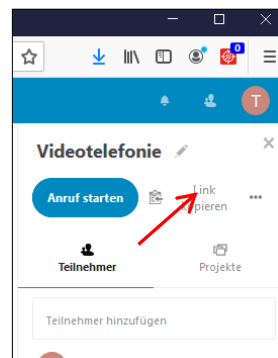 0
T
Videotelefonie
Anruf starten
Link
kopieren
Teilnehmer
Projekte
Teilnehmer hinzufügen